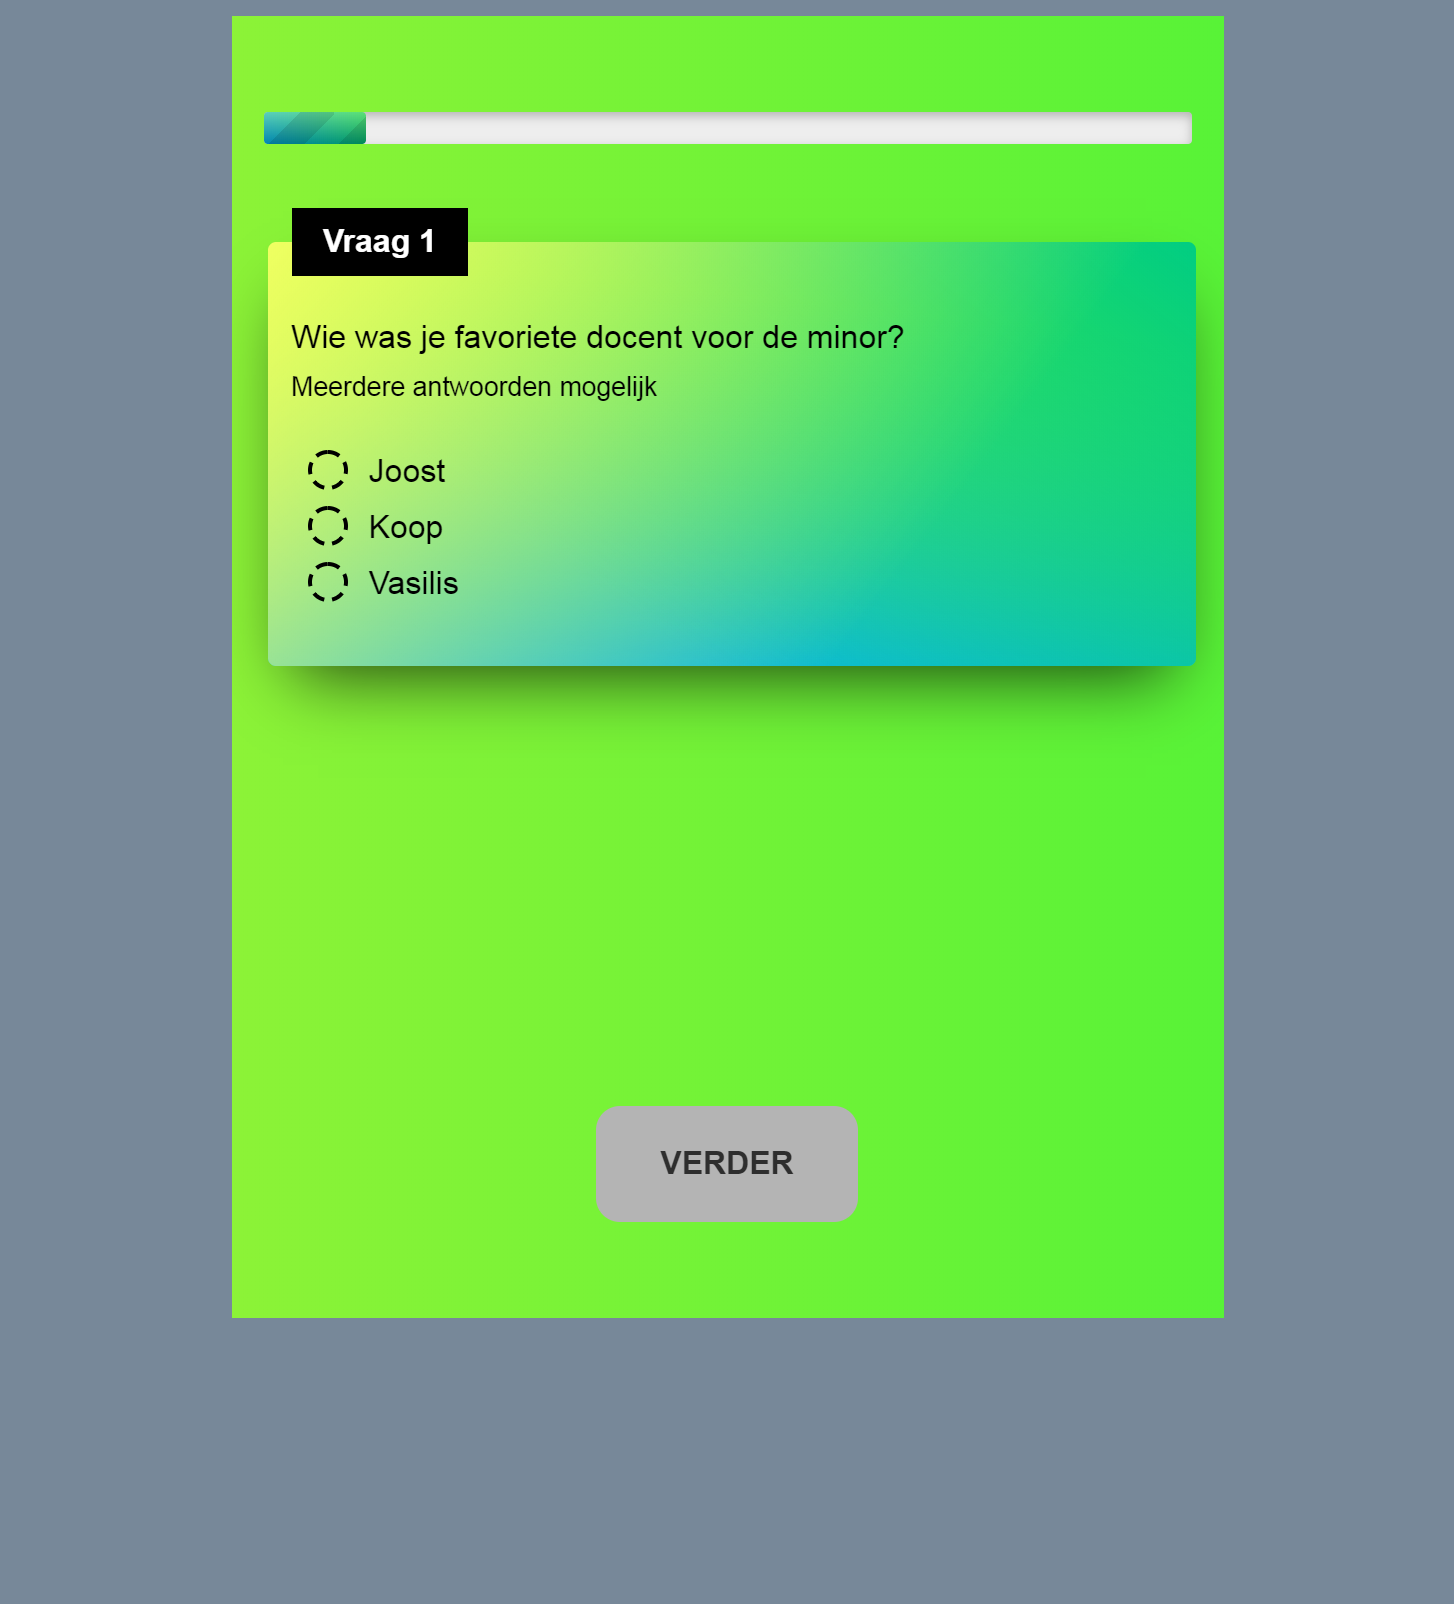 Vraag 1
Wie was je favoriete docent voor de minor?
Meerdere antwoorden mogelijk
Joost
Koop
Vasilis
VERDER